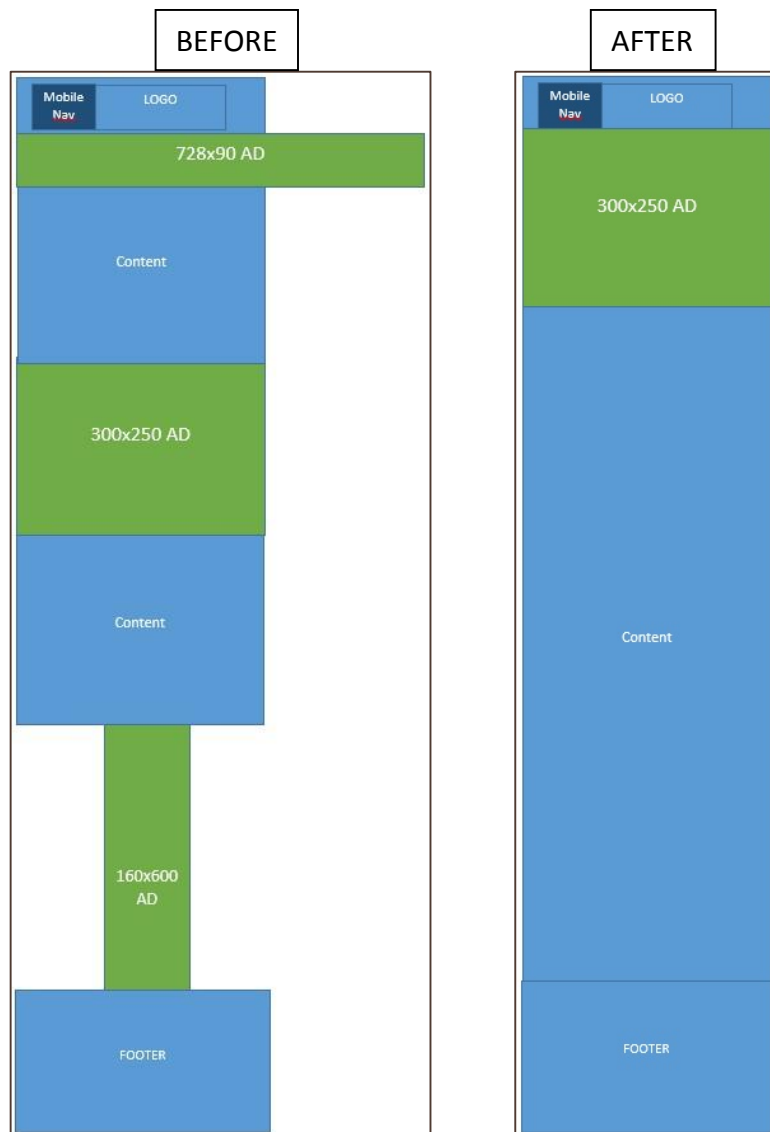 BEFORE
Mobile
Nav
LOGO
728x90 AD
Content
300x250 AD
Content
160x600
AD
FOOTER
AFTER
Mobile
Nav
LOGO
300x250 AD
Content
FOOTER